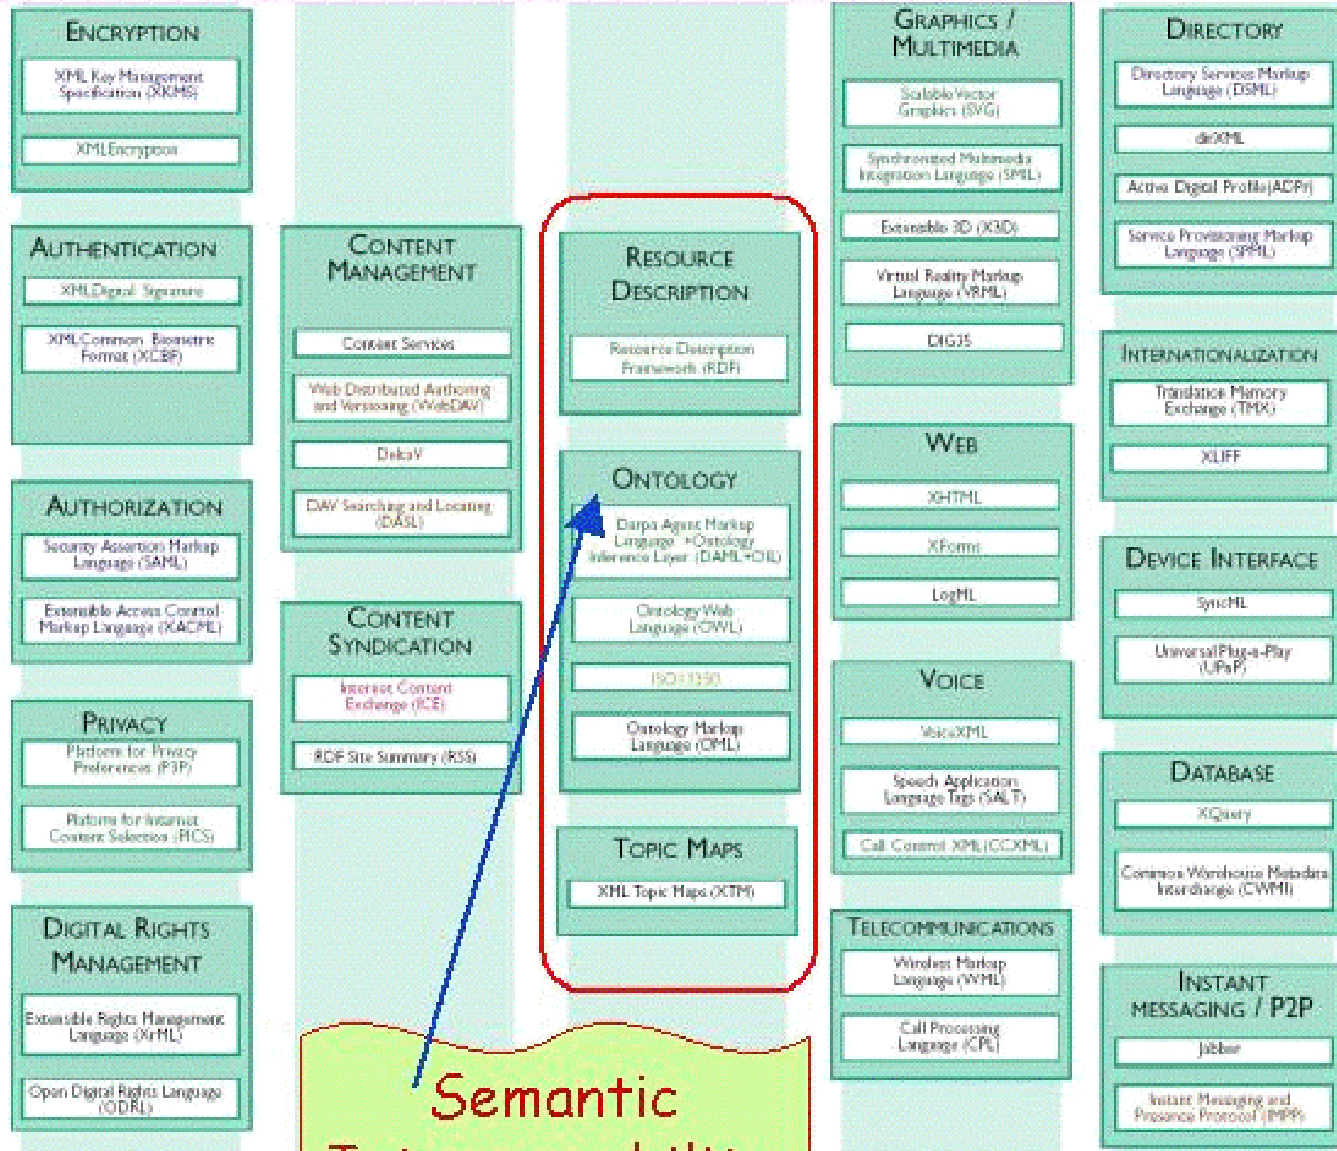 ENCRYPTION
XML Key Management
Specification (XKMS)
XMLEncryption
AUTHENTICATION
XMLDigital Signature
XMLCommon Biometric
Format (XCBF)
AUTHORIZATION
Security Assertion Markup
Language (SAML)
Extensible Access Control
Markup Language (XACML)
PRIVACY
Platform for Privacy
Preferences (P3P)
Platform for Internet
Content Selection (PICS)
DIGITAL RIGHTS
MANAGEMENT
Extensible Rights Management
Language (XrML)
Open Digital Rights Language
(ODRL)
CONTENT
MANAGEMENT
Content Services
Web Distributed Authoring
and Versioning (WebDAV)
DeltaV
DAV Searching and Locating
(DASL)
CONTENT
SYNDICATION
Internet Content
Exchange (ICE)
RDF Site Summary (RSS)
RESOURCE
DESCRIPTION
Resource Description
Framework (RDF)
ONTOLOGY
Darpa Agent Markup
Language +Ontology
Inference Layer (DAML+OIL)
Ontology Web
Language (OWL)
Ontology Markup
Language (OML)
TOPIC MAPS
XML Topic Maps (XTM)
Semantic
GRAPHICS /
MULTIMEDIA
Scalable Vector
Graphics (SVG)
Synchronized Multimedia
Integration Language (SMIL)
Extensible 3D (X3D)
Virtual Reality Markup
Language (VRML)
DIG35
WEB
XHTML
XForms
LogML
VOICE
VoiceXML
Speech Application
Language Tags (SALT)
Call Control XML(CCXML)
TELECOMMUNICATIONS
Wireless Markup
Language (WML)
Call Processing
Language (CPL)
DIRECTORY
Directory Services Markup
Language (DSML)
dirXML
Active Digital Profile(ADPr)
Service Provisioning Markup
Language (SPML)
INTERNATIONALIZATION
Translation Memory
Exchange (TMX)
XLIFF
DEVICE INTERFACE
SyncML
Universal Plug-n-Play
(UPnP)
DATABASE
XQuery
Common Warehouse Metadata
Interchange (CWMI)
INSTANT
MESSAGING / P2P
Jabber
Instant Messaging and
Presence Protocol (IMPP)